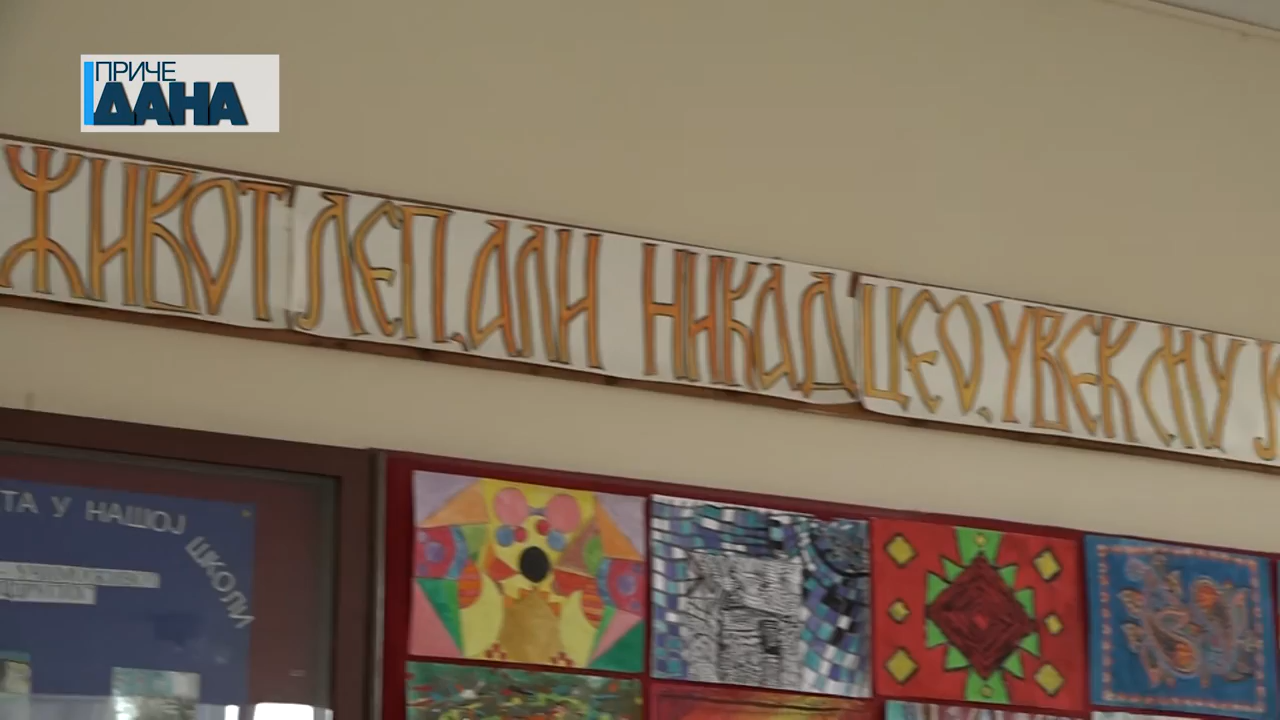 ПРИЧЕ
ДАНА
ЖИВОТ ЛЕП, АЛИ НИКАД ЦЕО, УВЕК МУ
ТА У НАШОЈ ШКОЛИ